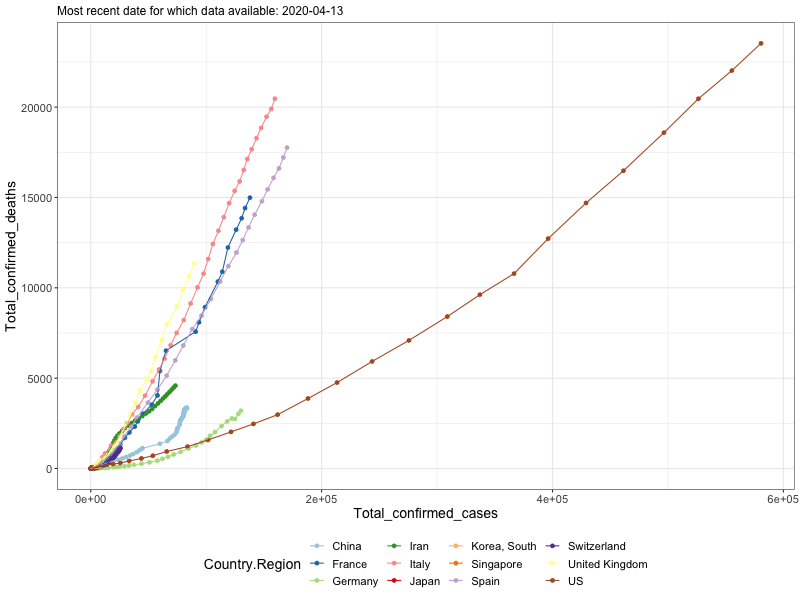 Most recent date for which data available: 2020-04-13
Total_confirmed_deaths
20000
15000
10000
5000
0
0e+00 2e+05 4e+05 6e+05
Total_confirmed_cases
Country.Region
China Iran Korea, South Switzerland
France Italy Singapore United Kingdom
Germany Japan Spain US